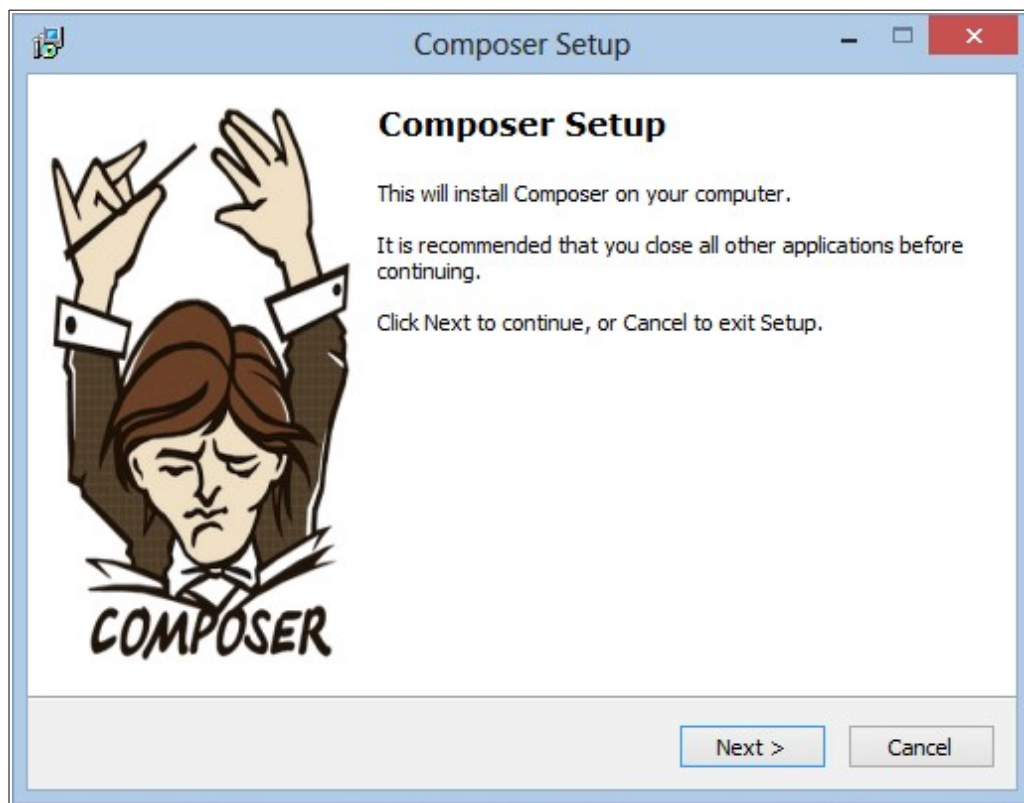 Composer Setup
Composer Setup
This will install Composer on your computer.
It is recommended that you close all other applications before
continuing.
Click Next to continue, or Cancel to exit Setup.
COMPOSER
Next >
Cancel